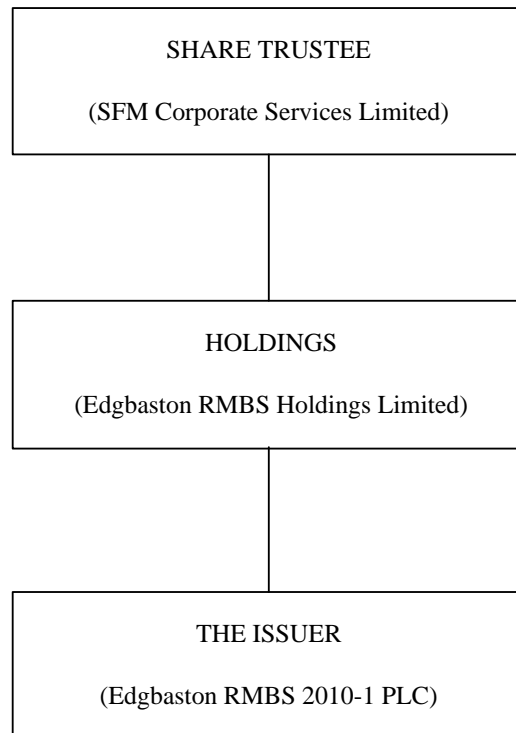 SHARE TRUSTEE
(SFM Corporate Services Limited)
HOLDINGS
(Edgbaston RMBS Holdings Limited)
THE ISSUER
(Edgbaston RMBS 2010-1 PLC)